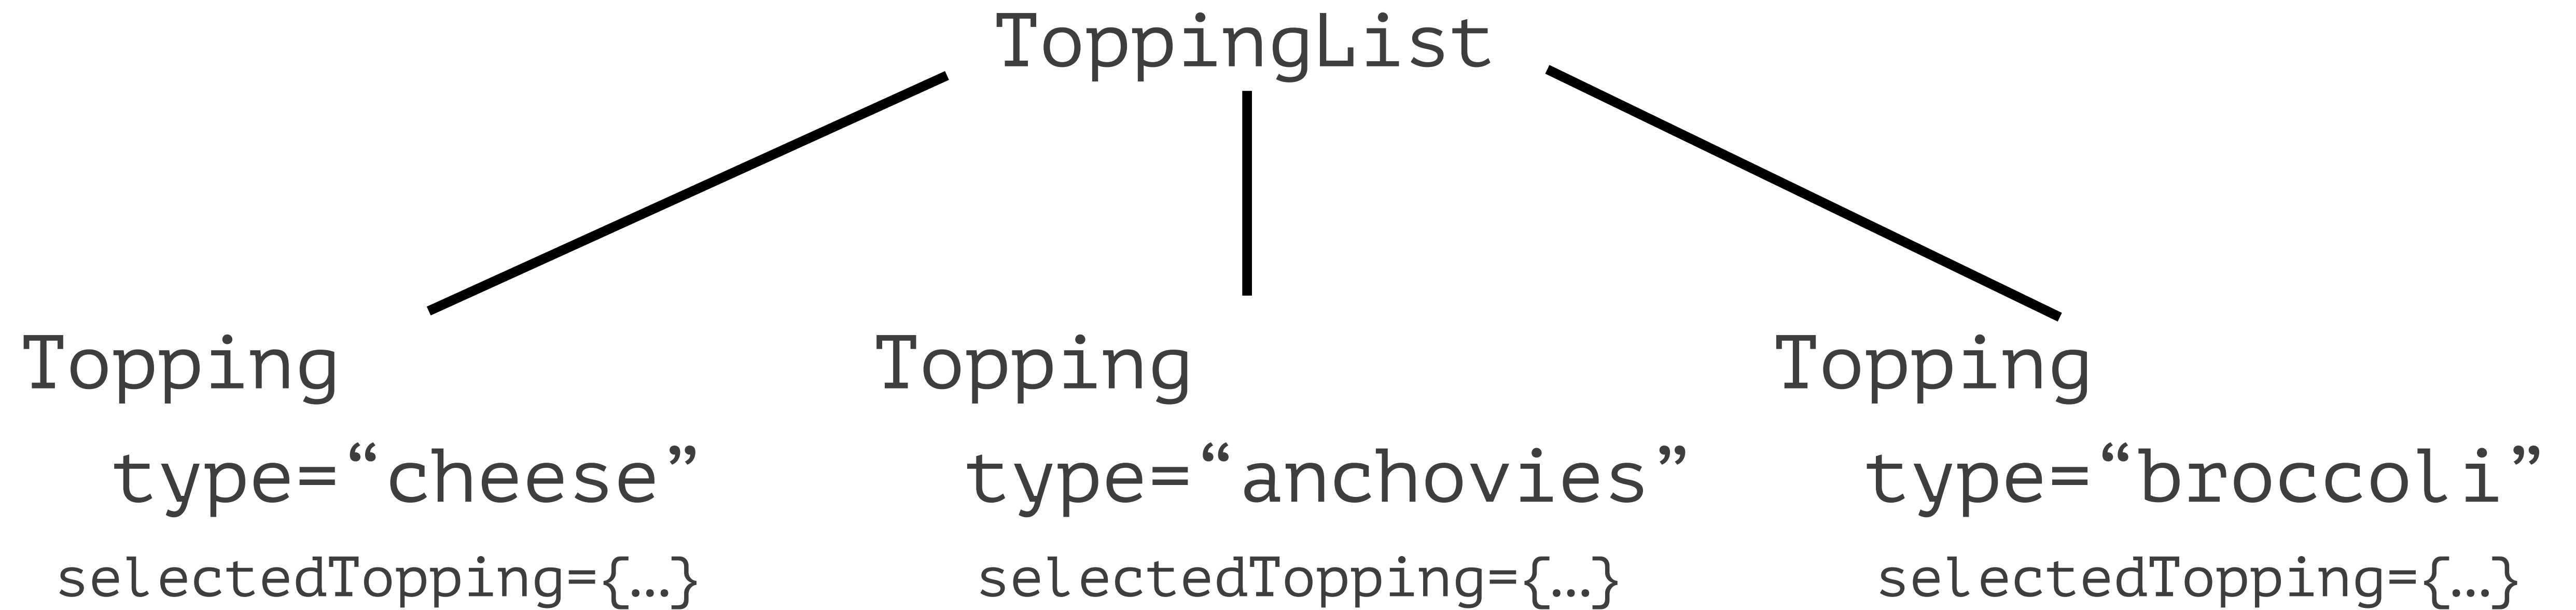 ToppingList
Topping
type=“cheese”
selectedTopping={…}
Topping
type=“anchovies”
selectedTopping={…}
Topping
type=“broccoli”
selectedTopping={…}